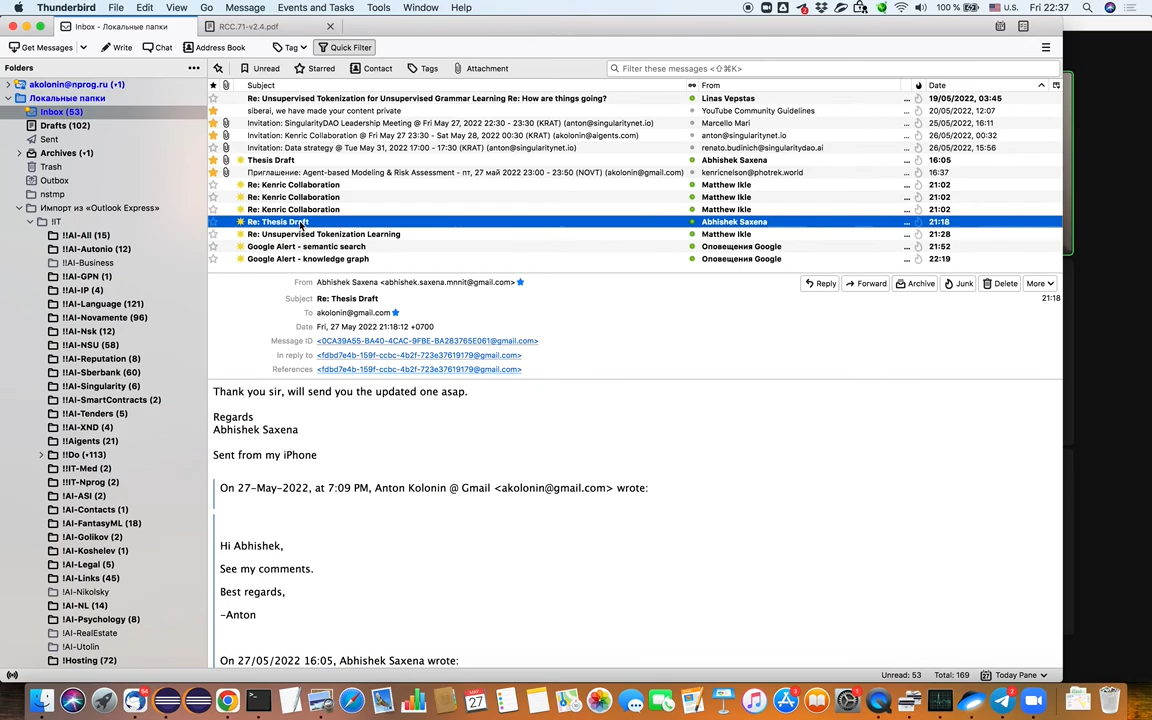 Thunderbird File Edit View Go Message Events and Tasks Tools Window Help 100 % U.S. Fri 22:37
Inbox - Локальные папки RCC.71-v2.4.pdf
Get Messages Write Chat Address Book Tag Quick Filter
Folders Unread Starred Contact Tags Attachment Filter these messages <⇧⌘K>
Subject From Date
akolonin@nprog.ru (•1)
Локальные папки
Inbox (53)
Drafts (102)
Sent
Archives (•1)
Trash
Outbox
nstmp
Импорт из «Outlook Express»
!IT
!!AI-All (15)
!!AI-Autonio (12)
!!AI-Business
!!AI-GPN (1)
!!AI-IP (4)
!!AI-Language (121)
!!AI-Novamente (96)
!!AI-Nsk (12)
!!AI-NSU (58)
!!AI-Reputation (8)
!!AI-Sberbank (60)
!!AI-Singularity (6)
!!AI-SmartContracts (2)
!!AI-Tenders (5)
!!AI-XND (4)
!!Aigents (21)
!!Do (•113)
!!IT-Med (2)
!!IT-Nprog (2)
!AI-ASI (2)
!AI-Contacts (1)
!AI-FantasyML (18)
!AI-Golikov (2)
!AI-Koshelev (1)
!AI-Legal (5)
!AI-Links (45)
!AI-Nikolsky
!AI-NL (14)
!AI-Psychology (8)
!AI-RealEstate
!AI-Utolin
!Hosting (72)
Re: Unsupervised Tokenization for Unsupervised Grammar Learning Re: How are things going? Linas Vepstas ... 19/05/2022, 03:45
siberai, we have made your content private YouTube Community Guidelines ... 20/05/2022, 12:07
Invitation: SingularityDAO Leadership Meeting @ Fri May 27, 2022 22:30 - 23:30 (KRAT) (anton@singularitynet.io) Marcello Mari ... 25/05/2022, 16:11
Invitation: Kenric Collaboration @ Fri May 27 23:30 - Sat May 28, 2022 00:30 (KRAT) (akolonin@aigents.com) anton@singularitynet.io ... 26/05/2022, 00:32
Invitation: Data strategy @ Tue May 31, 2022 17:00 - 17:30 (KRAT) (anton@singularitynet.io) renato.budinich@singularitydao.ai ... 26/05/2022, 15:56
Thesis Draft Abhishek Saxena ... 16:05
Приглашение: Agent-based Modeling & Risk Assessment - пт, 27 мая 2022 23:00 - 23:50 (NOVT) (akolonin@gmail.com) kenricnelson@photrek.world ... 16:37
Re: Kenric Collaboration Matthew Ikle ... 21:02
Re: Kenric Collaboration Matthew Ikle ... 21:02
Re: Kenric Collaboration Matthew Ikle ... 21:02
Re: Thesis Draft Abhishek Saxena ... 21:18
Re: Unsupervised Tokenization Learning Matthew Ikle ... 21:28
Google Alert - semantic search Оповещения Google ... 21:52
Google Alert - knowledge graph Оповещения Google ... 22:19
From Abhishek Saxena <abhishek.saxena.mnnit@gmail.com> Reply Forward Archive Junk Delete More
Subject Re: Thesis Draft 21:18
To akolonin@gmail.com
Date Fri, 27 May 2022 21:18:12 +0700
Message ID <0CA39A55-BA40-4CAC-9FBE-BA283765E061@gmail.com>
In reply to <fdbd7e4b-159f-ccbc-4b2f-723e37619179@gmail.com>
References <fdbd7e4b-159f-ccbc-4b2f-723e37619179@gmail.com>
Thank you sir, will send you the updated one asap.
Regards
Abhishek Saxena
Sent from my iPhone
On 27-May-2022, at 7:09 PM, Anton Kolonin @ Gmail <akolonin@gmail.com> wrote:
Hi Abhishek,
See my comments.
Best regards,
-Anton
On 27/05/2022 16:05, Abhishek Saxena wrote:
Unread: 53 Total: 169 Today Pane